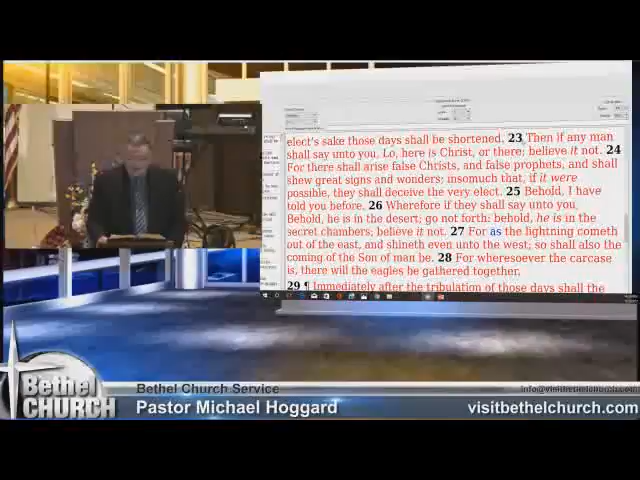 elect's sake those days shall be shortened. 23 Then if any man
shall say unto you, Lo, here is Christ, or there; believe it not. 24
For there shall arise false Christs, and false prophets, and shall
shew great signs and wonders; insomuch that, if it were
possible, they shall deceive the very elect. 25 Behold, I have
told you before. 26 Wherefore if they shall say unto you,
Behold, he is in the desert; go not forth: behold, he is in the
secret chambers; believe it not. 27 For as the lightning cometh
out of the east, and shineth even unto the west; so shall also the
coming of the Son of man be. 28 For wheresoever the carcase
is, there will the eagles be gathered together.
29 ¶ Immediately after the tribulation of those days shall the
Bethel
CHURCH
Bethel Church Service
info@visitbethelchurch.com
Pastor Michael Hoggard
visitbethelchurch.com